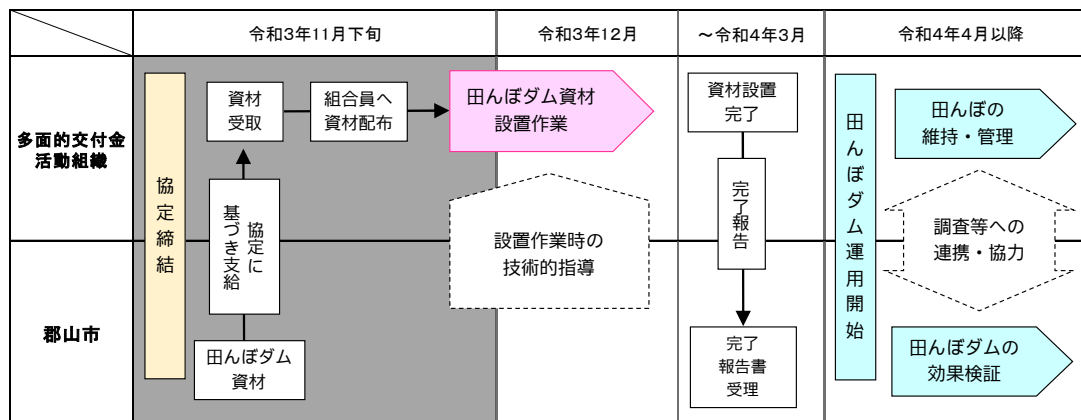 令和3年11月下旬
令和3年12月
～令和4年3月
令和4年4月以降
多面的交付金
活動組織
郡山市
協定締結
資材
受取
組合員へ
資材配布
田んぼダム資材
設置作業
協定に
基づき支給
田んぼダム
資材
設置作業時の
技術的指導
資材設置
完了
完了報告
完了
報告書
受理
田んぼダム運用開始
田んぼの
維持・管理
調査等への
連携・協力
田んぼダムの
効果検証